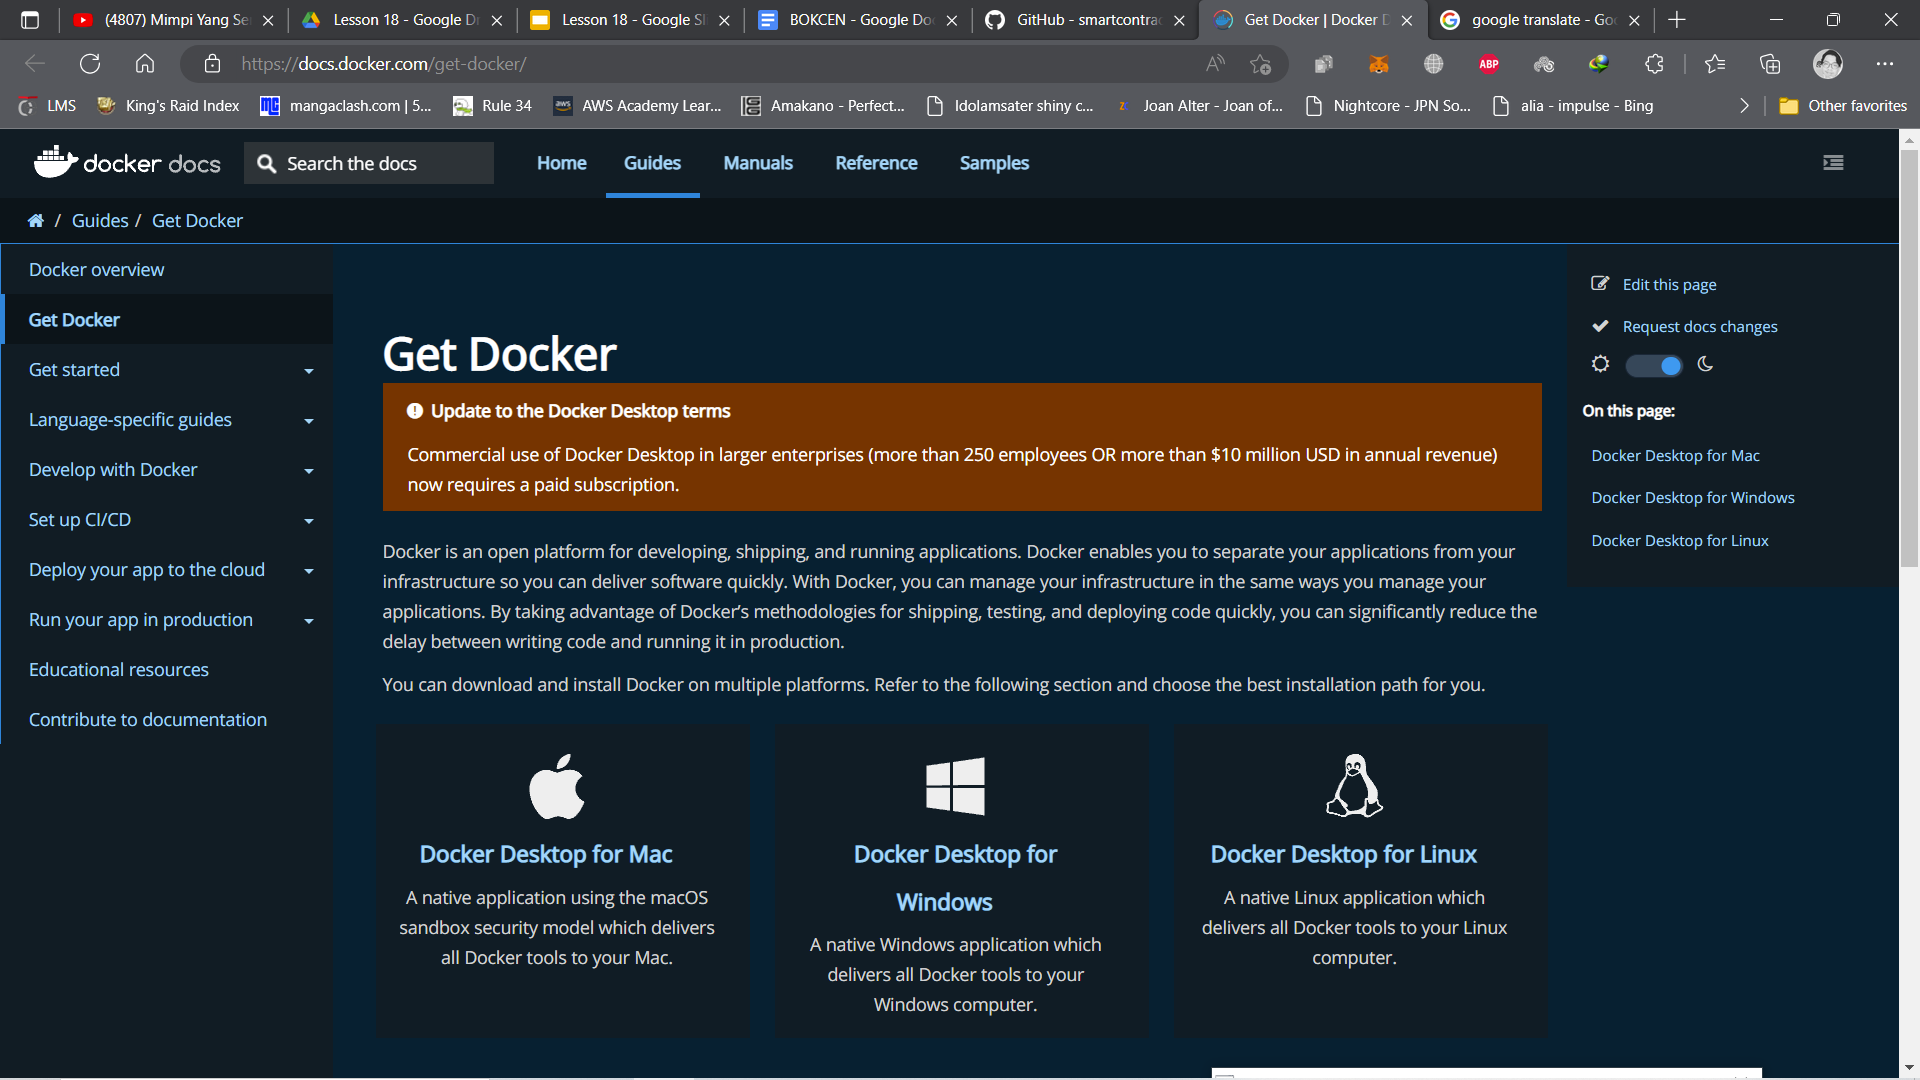 (4807) Mimpi Yang Se
Lesson 18 - Google Dr
Lesson 18 - Google Sl
BOKCEN - Google Do
GitHub - smartcontrac
Get Docker | Docker D
google translate - Go
https://docs.docker.com/get-docker/
ABP
LMS
King's Raid Index
mangaclash.com | 5...
Rule 34
AWS Academy Lear...
Amakano - Perfect...
Idolamsater shiny c...
Joan Alter - Joan of...
Nightcore - JPN So...
alia - impulse - Bing
Other favorites
docker docs
Search the docs
Home
Guides
Manuals
Reference
Samples
/ Guides / Get Docker
Docker overview
Get Docker
Get started
Language-specific guides
Develop with Docker
Set up CI/CD
Deploy your app to the cloud
Run your app in production
Educational resources
Contribute to documentation
Get Docker
Update to the Docker Desktop terms
Commercial use of Docker Desktop in larger enterprises (more than 250 employees OR more than $10 million USD in annual revenue)
now requires a paid subscription.
Docker is an open platform for developing, shipping, and running applications. Docker enables you to separate your applications from your
infrastructure so you can deliver software quickly. With Docker, you can manage your infrastructure in the same ways you manage your
applications. By taking advantage of Docker's methodologies for shipping, testing, and deploying code quickly, you can significantly reduce the
delay between writing code and running it in production.
You can download and install Docker on multiple platforms. Refer to the following section and choose the best installation path for you.
Docker Desktop for Mac
A native application using the macOS
sandbox security model which delivers
all Docker tools to your Mac.
Docker Desktop for
Windows
A native Windows application which
delivers all Docker tools to your
Windows computer.
Docker Desktop for Linux
A native Linux application which
delivers all Docker tools to your Linux
computer.
Edit this page
Request docs changes
On this page:
Docker Desktop for Mac
Docker Desktop for Windows
Docker Desktop for Linux